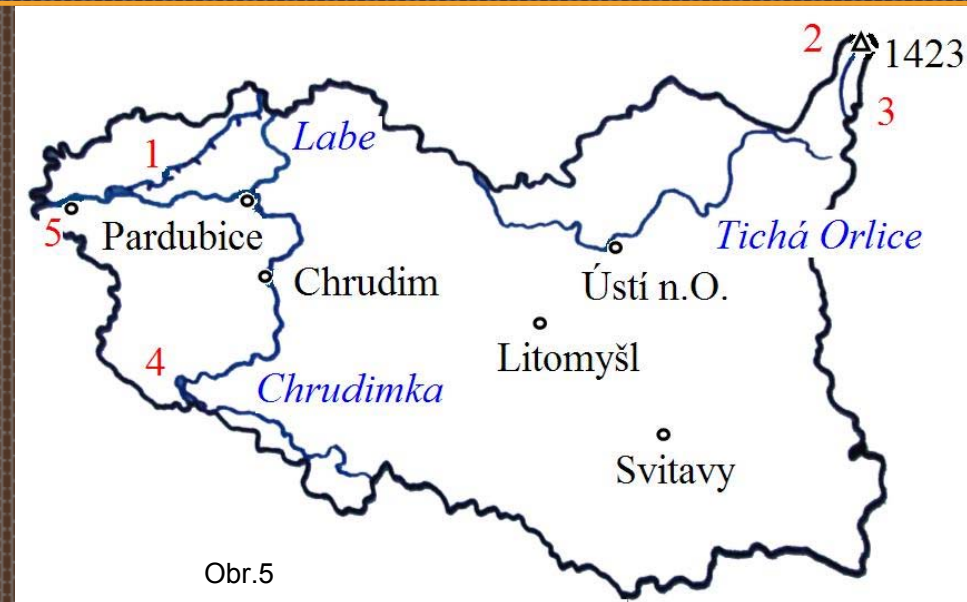 2
1423
3
Labe
1
5
Pardubice
Tichá Orlice
Chrudim
Ústí n.O.
Litomyšl
4
Chrudimka
Svitavy
Obr.5